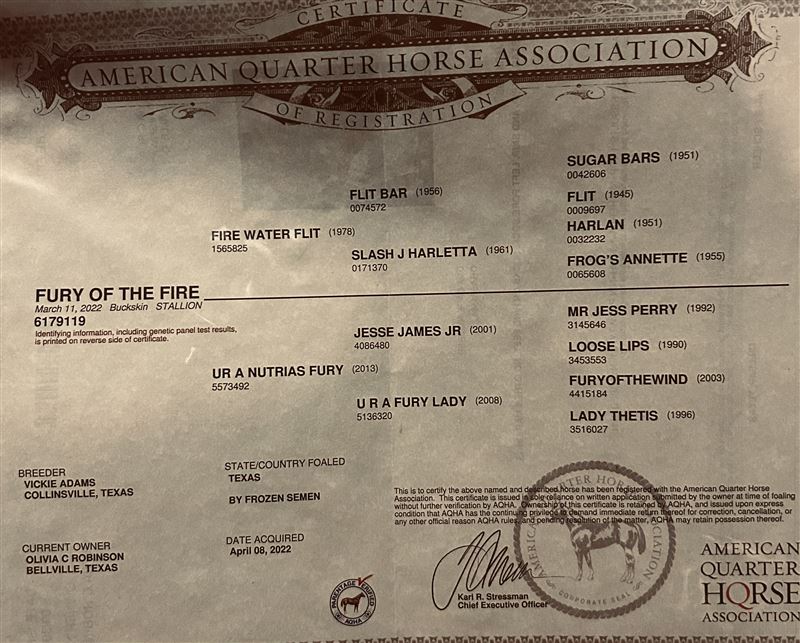 CERTIFICATE
AMERICAN QUARTER HORSE ASSOCIATION
OF REGISTRATION
SUGAR BARS (1951)
0042606
FLIT BAR (1956)
0074572
FLIT (1945)
0009697
FIRE WATER FLIT (1978)
1565825
HARLAN (1951)
0032232
SLASH J HARLETTA (1961)
0171370
FROG'S ANNETTE (1955)
0065608
FURY OF THE FIRE
March 11, 2022 Buckskin STALLION
6179119
Identifying information, including genetic panel test results,
is printed on reverse side of certificate.
MR JESS PERRY (1992)
3145646
JESSE JAMES JR (2001)
4086480
LOOSE LIPS (1990)
3453553
UR A NUTRIAS FURY (2013)
5573492
FURYOFTHEWIND (2003)
4415184
U R A FURY LADY (2008)
5136320
LADY THETIS (1996)
3516027
BREEDER
VICKIE ADAMS
COLLINSVILLE, TEXAS
STATE/COUNTRY FOALED
TEXAS
BY FROZEN SEMEN
CURRENT OWNER
OLIVIA C ROBINSON
BELLVILLE, TEXAS
DATE ACQUIRED
April 08, 2022
This is to certify the above named and described horse has been registered with the American Quarter Horse
Association. This certificate is issued in sole reliance on written application submitted by the owner at time of foaling
without further verification by AQHA. Ownership of this certificate is retained by AQHA, and issued upon express
condition that AQHA has the continuing privilege to demand immediate return thereof for correction, cancellation, or
any other official reason AQHA rules, and pending resolution of the matter, AQHA may retain possession thereof.
Karl R. Stressman
Chief Executive Officer
PARENTAGE VERIFIED
AQHA
AMERICAN QUARTER HORSE ASSOCIATION
CORPORATE SEAL
AMERICAN
QUARTER
HORSE
ASSOCIATION